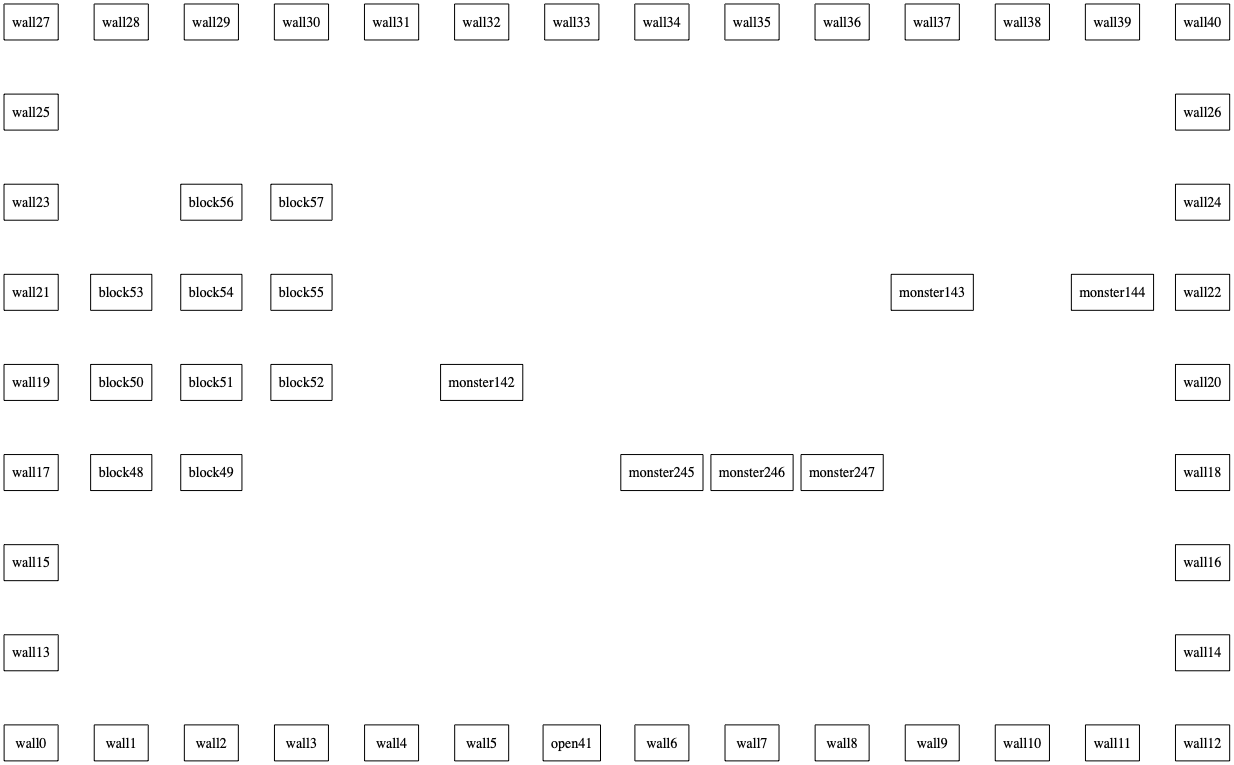 wall27 wall28 wall29 wall30 wall31 wall32 wall33 wall34 wall35 wall36 wall37 wall38 wall39 wall40
wall25 wall26
wall23 block56 block57 wall24
wall21 block53 block54 block55 monster143 monster144 wall22
wall19 block50 block51 block52 monster142 wall20
wall17 block48 block49 monster245 monster246 monster247 wall18
wall15 wall16
wall13 wall14
wall0 wall1 wall2 wall3 wall4 wall5 open41 wall6 wall7 wall8 wall9 wall10 wall11 wall12